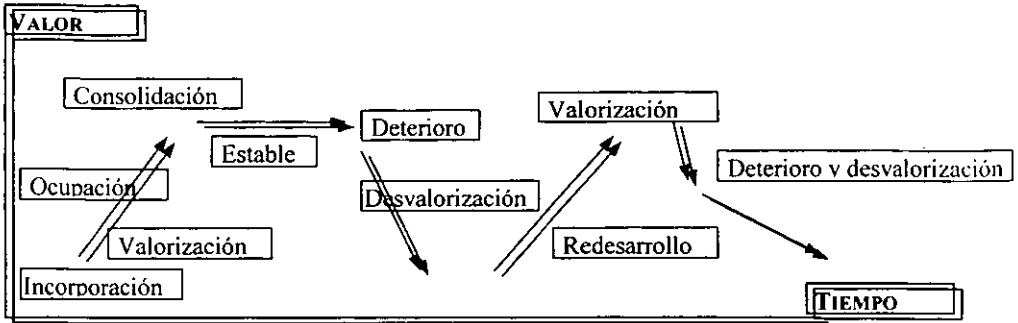 VALOR
Consolidación
Valorización
Deterioro
Estable
Deterioro y desvalorización
Ocupación
Desvalorización
Valorización
Redesarrollo
Incorporación
TIEMPO